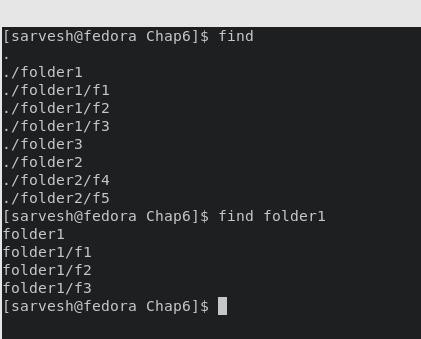 [sarvesh@fedora Chap6]$ find
.
./folder1
./folder1/f1
./folder1/f2
./folder1/f3
./folder3
./folder2
./folder2/f4
./folder2/f5
[sarvesh@fedora Chap6]$ find folder1
folder1
folder1/f1
folder1/f2
folder1/f3
[sarvesh@fedora Chap6]$